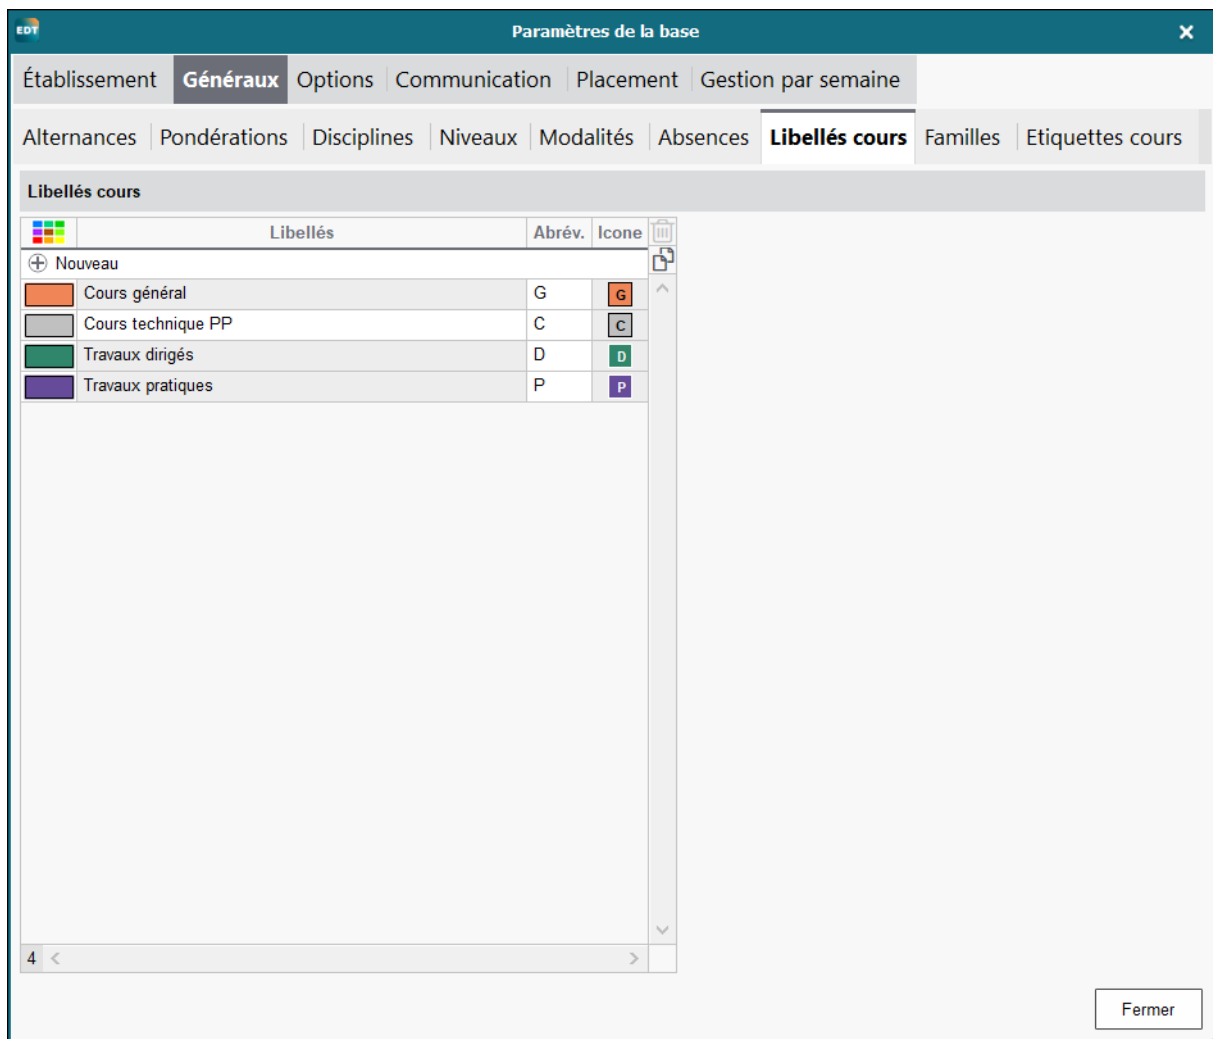 EDT Paramètres de la base
Établissement Généraux Options Communication Placement Gestion par semaine
Alternances Pondérations Disciplines Niveaux Modalités Absences Libellés cours Familles Etiquettes cours
Libellés cours
Libellés Abrév. Icone
Nouveau
Cours général G G
Cours technique PP C C
Travaux dirigés D D
Travaux pratiques P P
4
Fermer